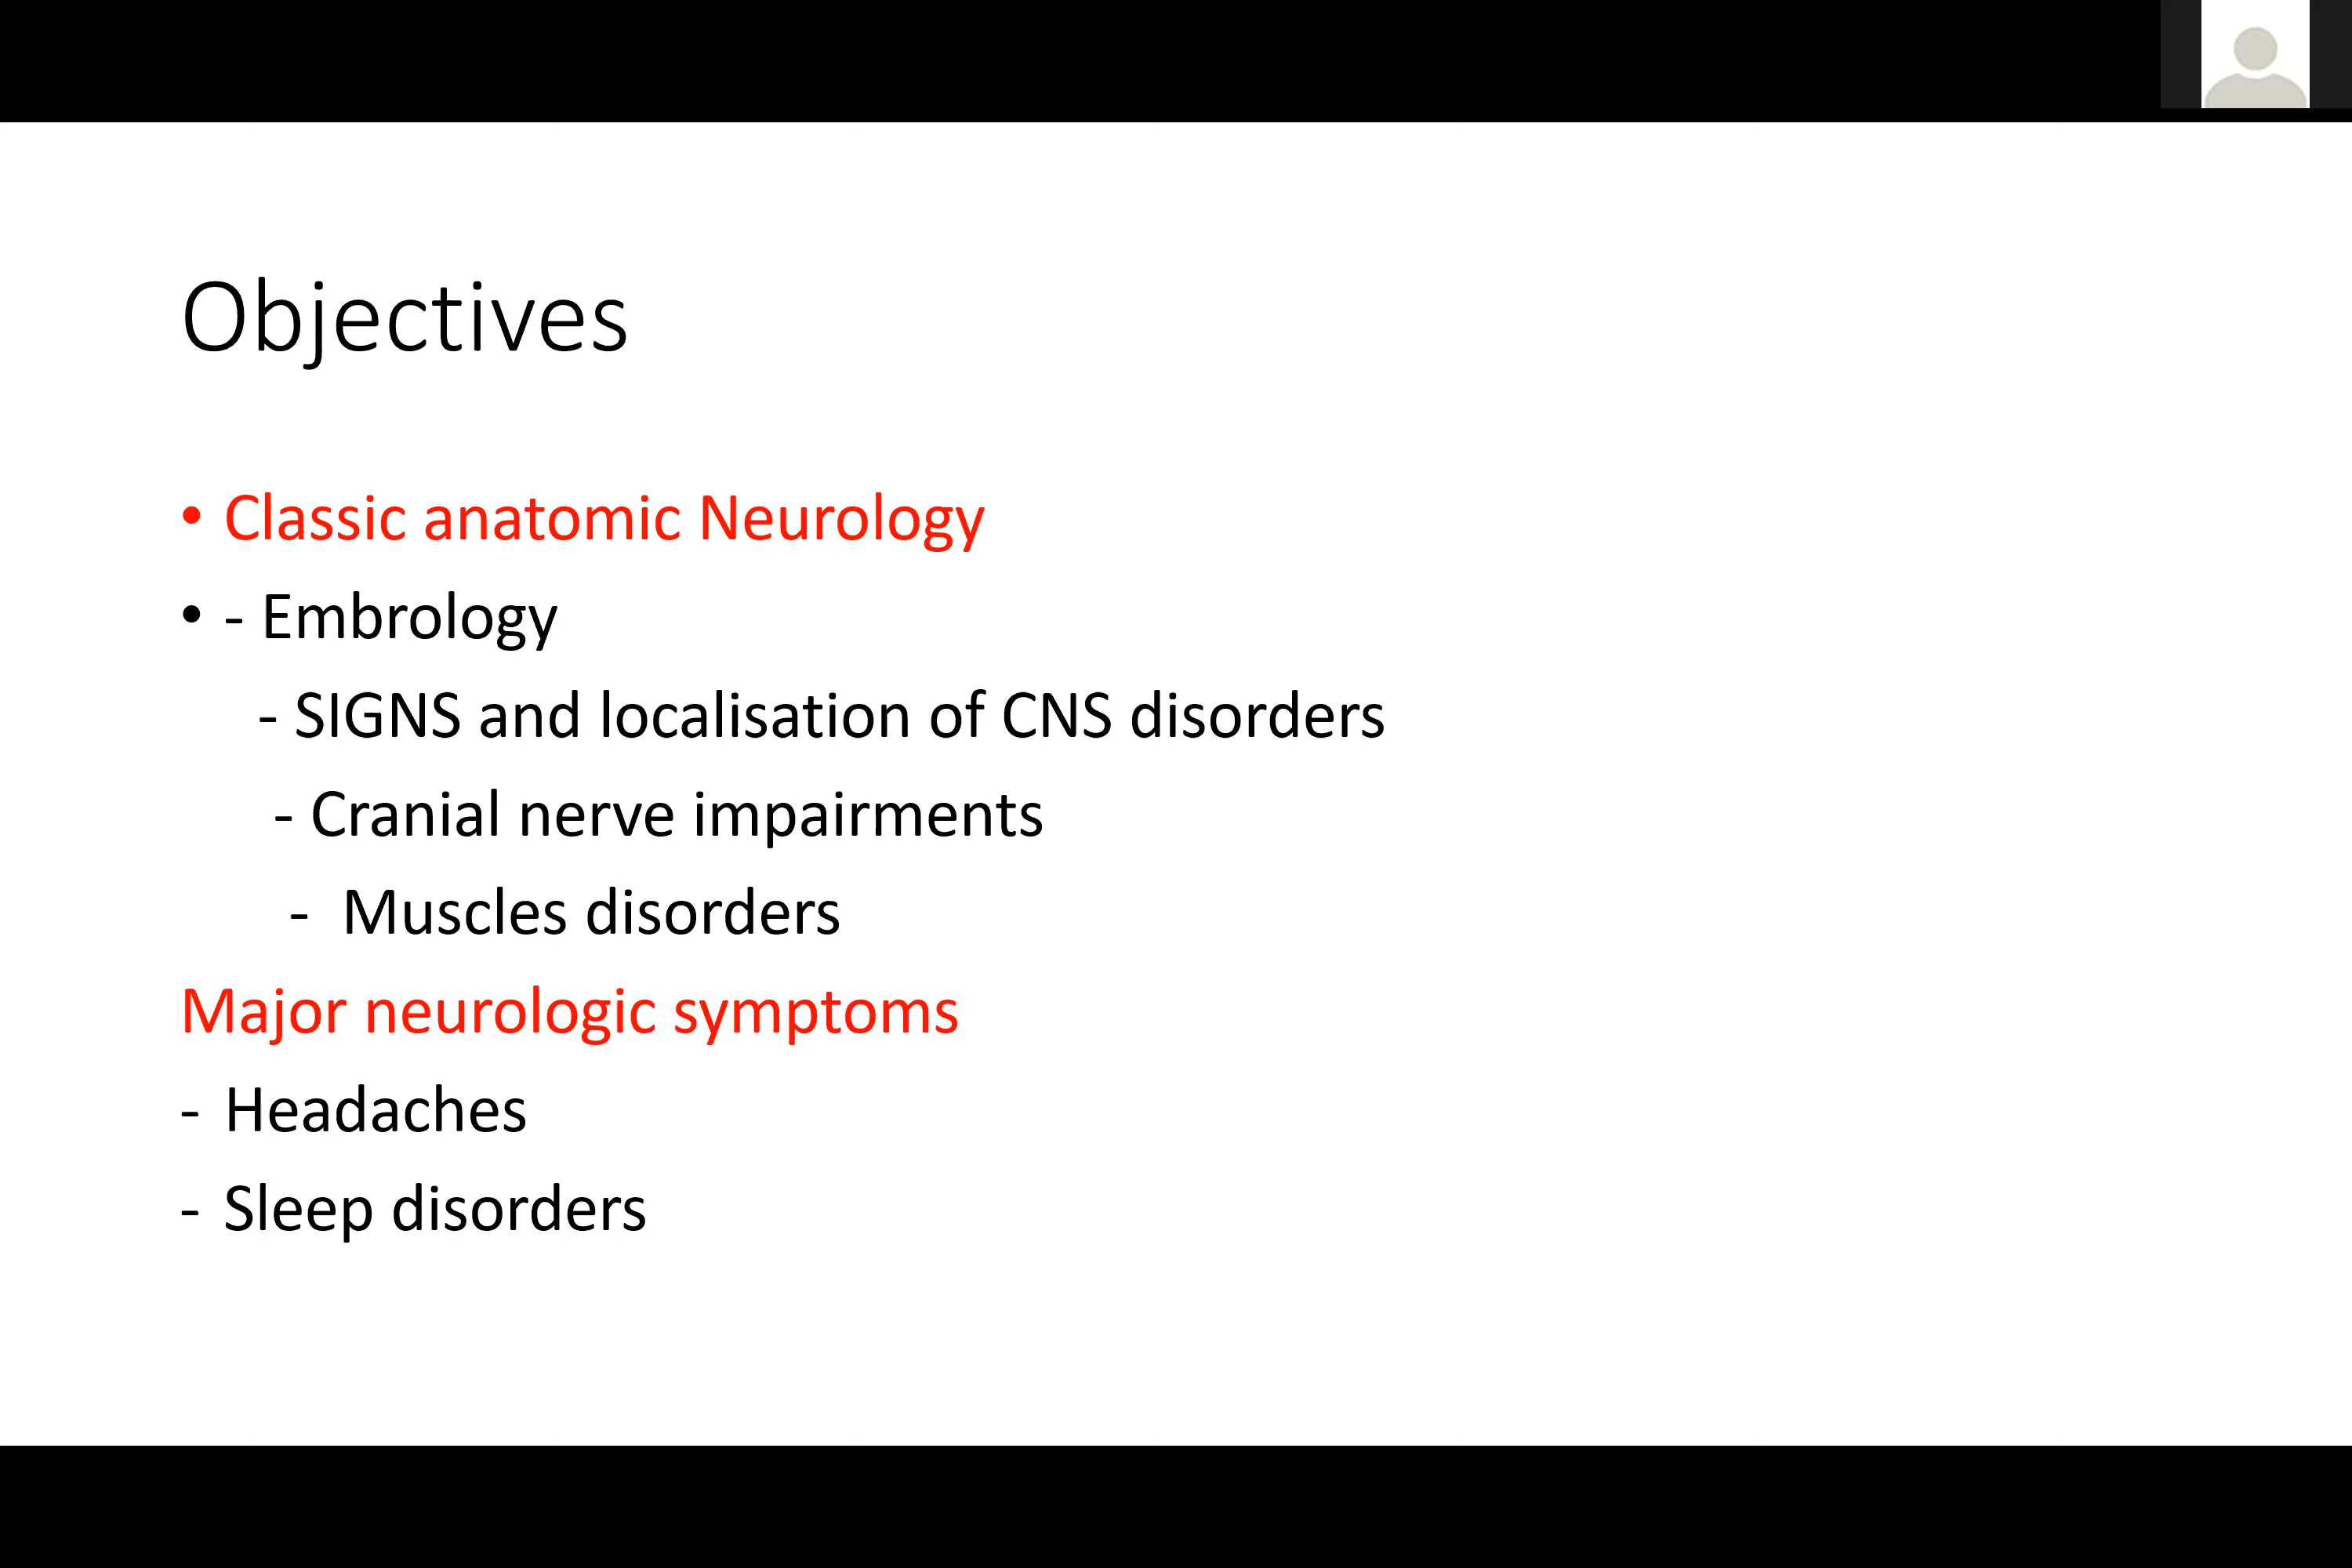 Objectives
• Classic anatomic Neurology
• - Embrology
- SIGNS and localisation of CNS disorders
- Cranial nerve impairments
- Muscles disorders
Major neurologic symptoms
- Headaches
- Sleep disorders